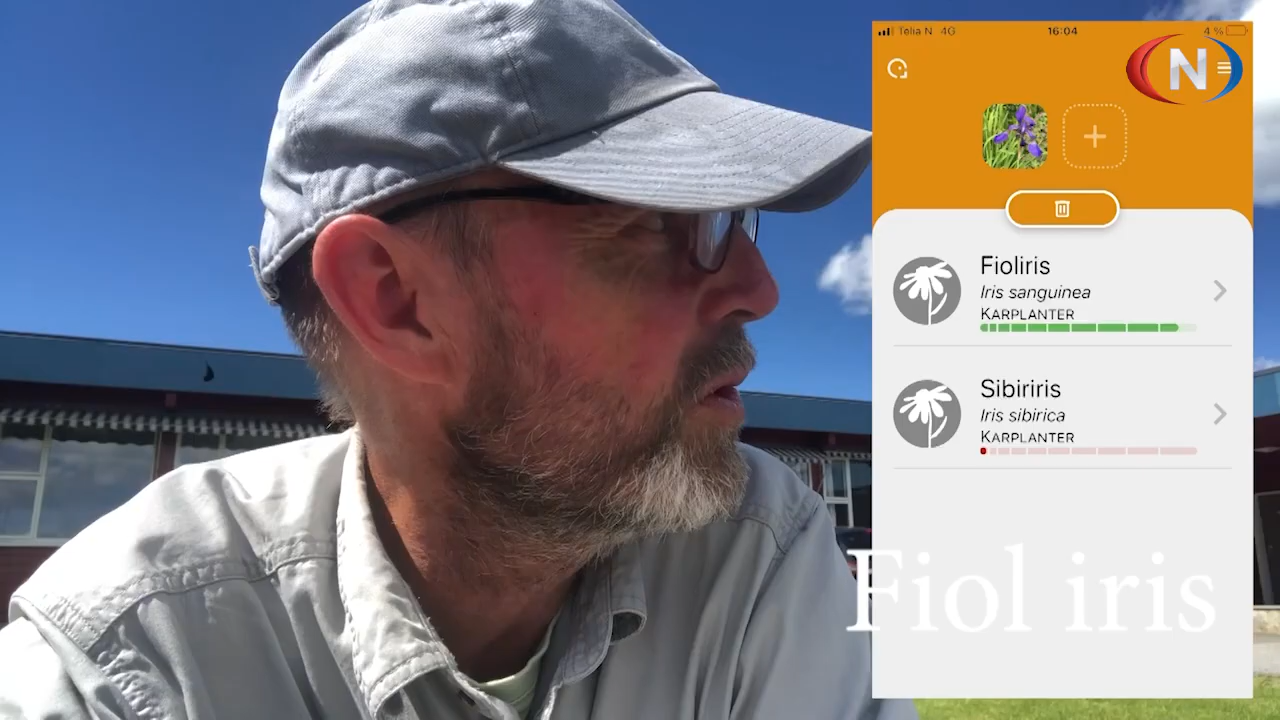 Telia N 4G 16:04 4 %
N
Fioliris
Iris sanguinea
KARPLANTER
Sibiriris
Iris sibirica
KARPLANTER
Fiol iris